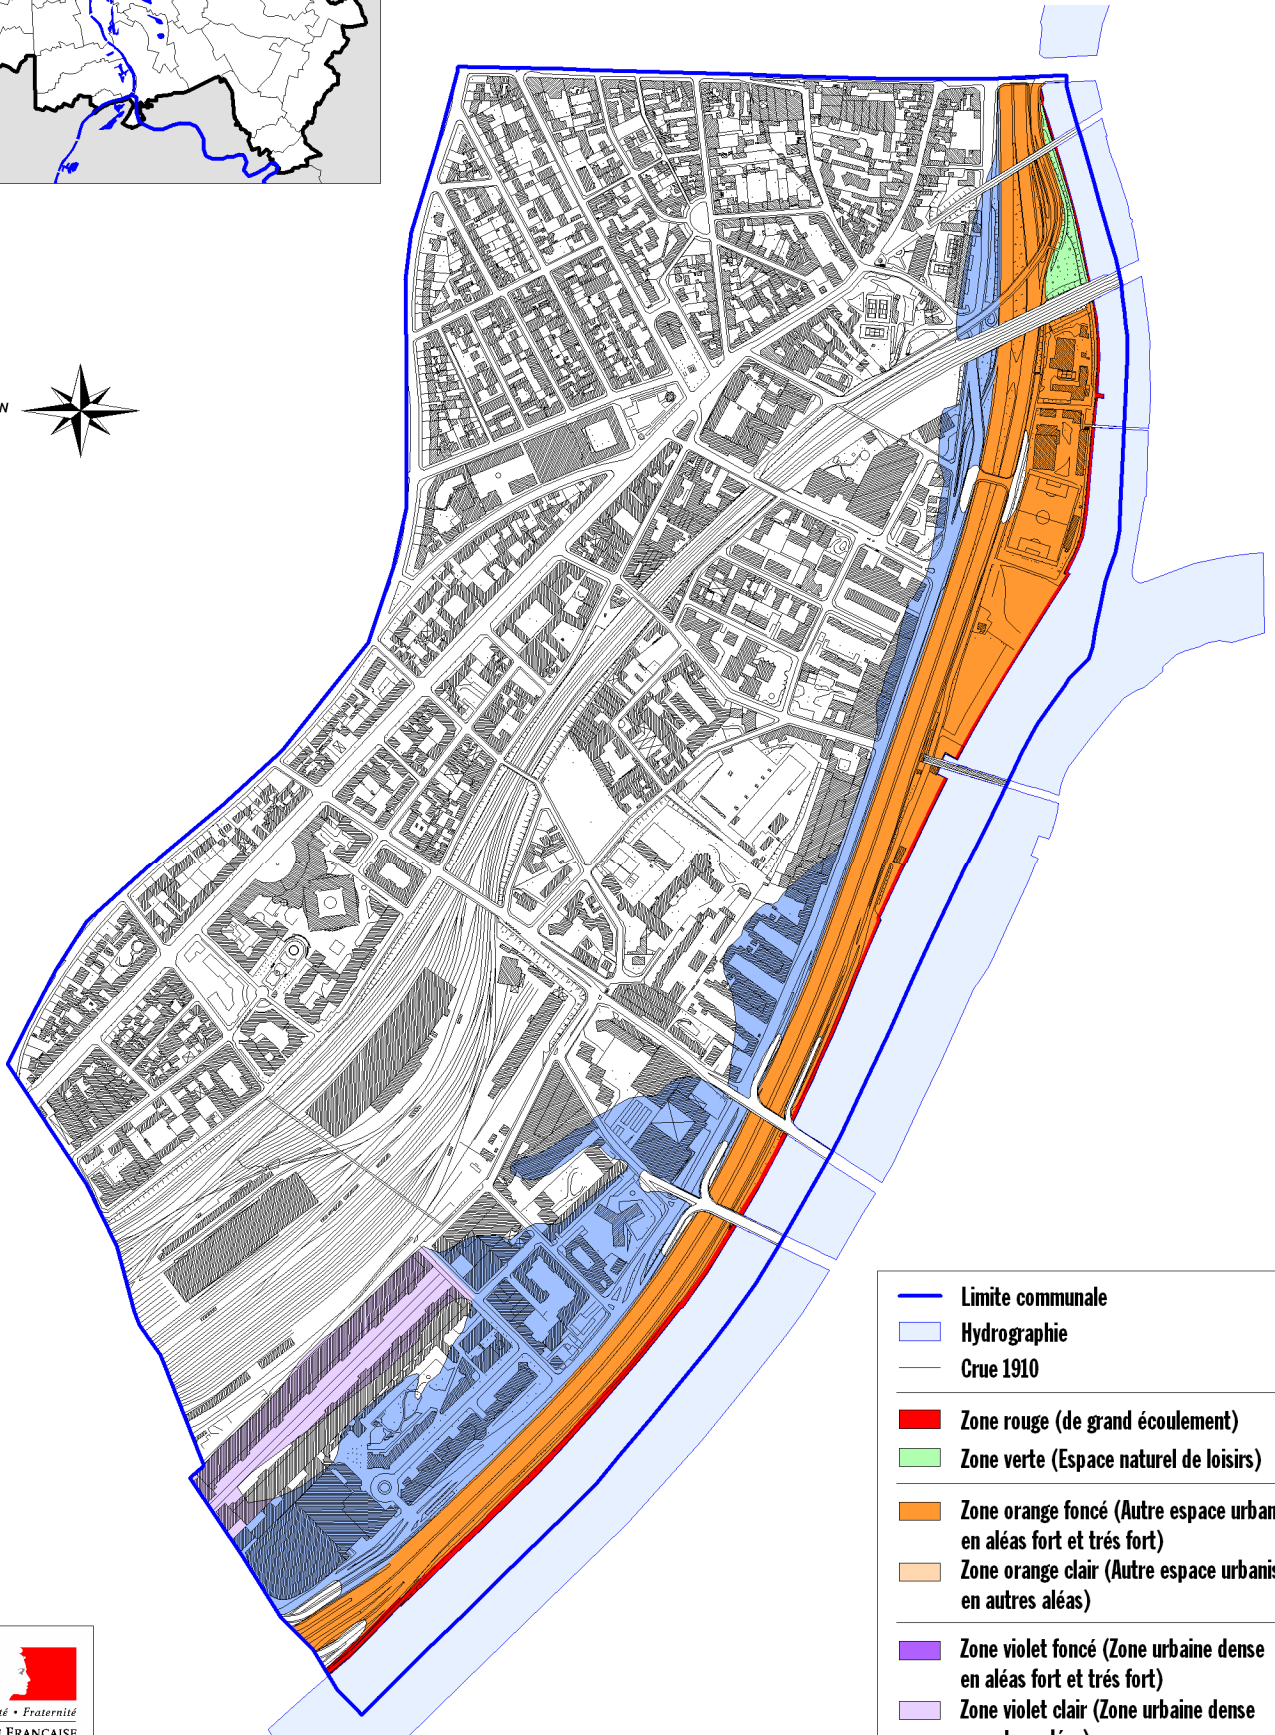 N
Limite communale
Hydrographie
Crue 1910
Zone rouge (de grand écoulement)
Zone verte (Espace naturel de loisirs)
Zone orange foncé (Autre espace urban
en aléas fort et trés fort)
Zone orange clair (Autre espace urbanis
en autres aléas)
Zone violet foncé (Zone urbaine dense
en aléas fort et trés fort)
Zone violet clair (Zone urbaine dense
té • Fraternité
FRANÇAISE